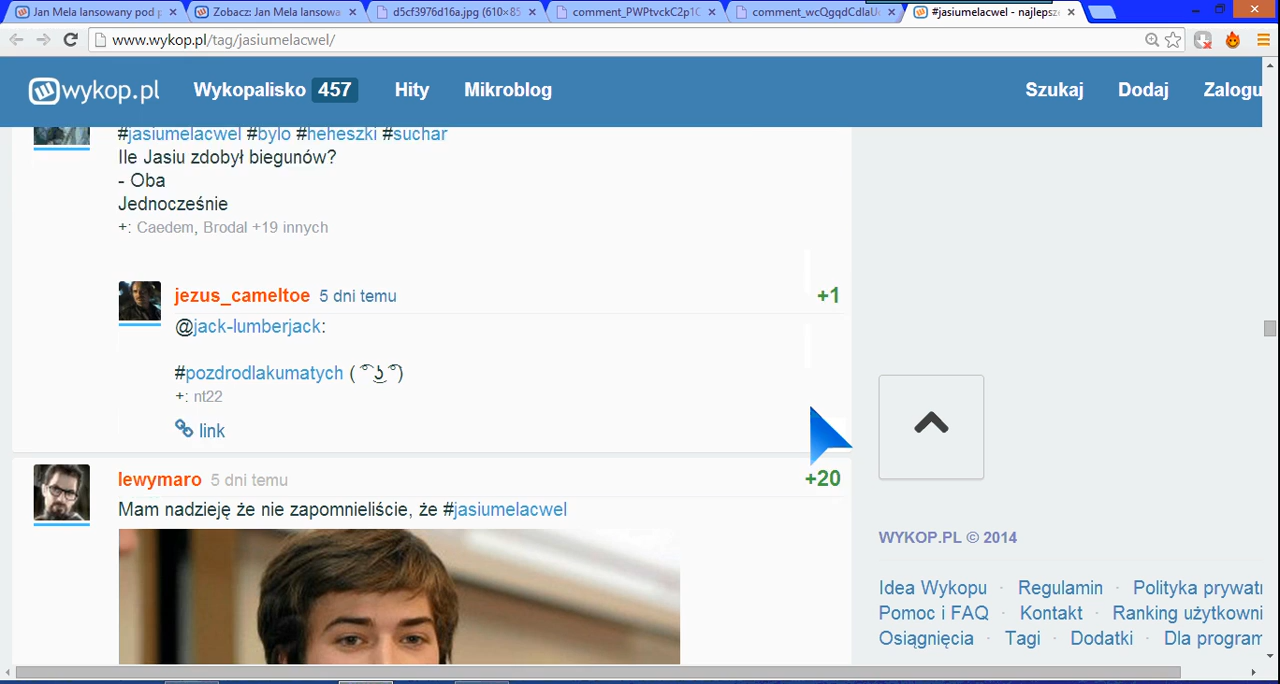 Jan Mela lansowany pod p
Zobacz: Jan Mela lansowa
d5cf3976d16a.jpg (610×85
comment_PWPtvckC2p1C
#jasiumelacwel - najlepsz
www.wykop.pl/tag/jasiumelacwel/
wykop.pl Wykopalisko 457 Hity Mikroblog Szukaj Dodaj Zalogu
#jasiumelacwel #bylo #heheszki #suchar
Ile Jasiu zdobył biegunów?
- Oba
Jednocześnie
+: Caedem, Brodal +19 innych
jezus_cameltoe 5 dni temu +1
@jack-lumberjack:
#pozdrodlakumatych ( ͡° ͜ʖ ͡°)
+: nt22
link
lewymaro 5 dni temu +20
Mam nadzieję że nie zapomnieliście, że #jasiumelacwel
WYKOP.PL © 2014
Idea Wykopu · Regulamin · Polityka prywatı
Pomoc i FAQ · Kontakt · Ranking użytkowni
Osiągnięcia · Tagi · Dodatki · Dla program